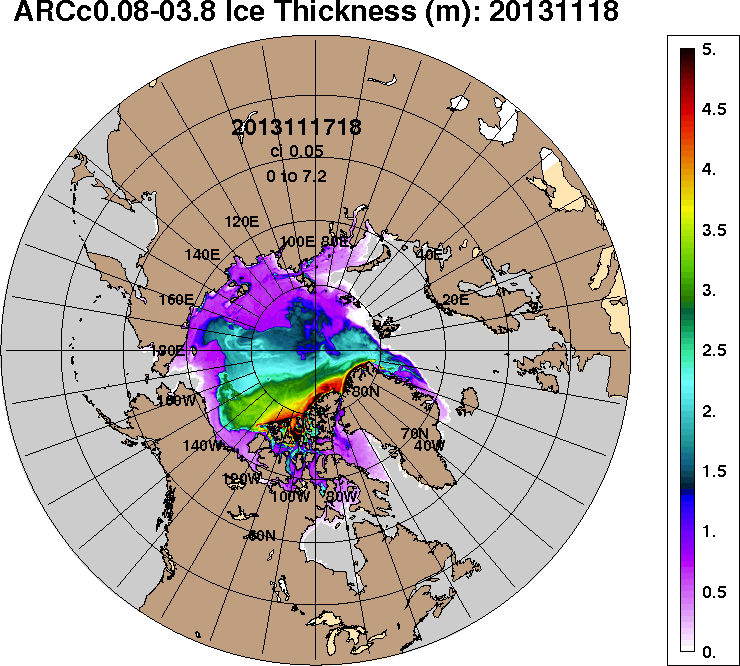 ARCc0.08-03.8 Ice Thickness (m): 20131118
2013111718
ci 0.05
0 to 7.2
120E
100E 80E
140E
40E
160E
20E
180E
160W
80N
140W
70N
40W
120W
100W 80W
60N
5.
4.5
4.
3.5
3.
2.5
2.
1.5
1.
0.5
0.